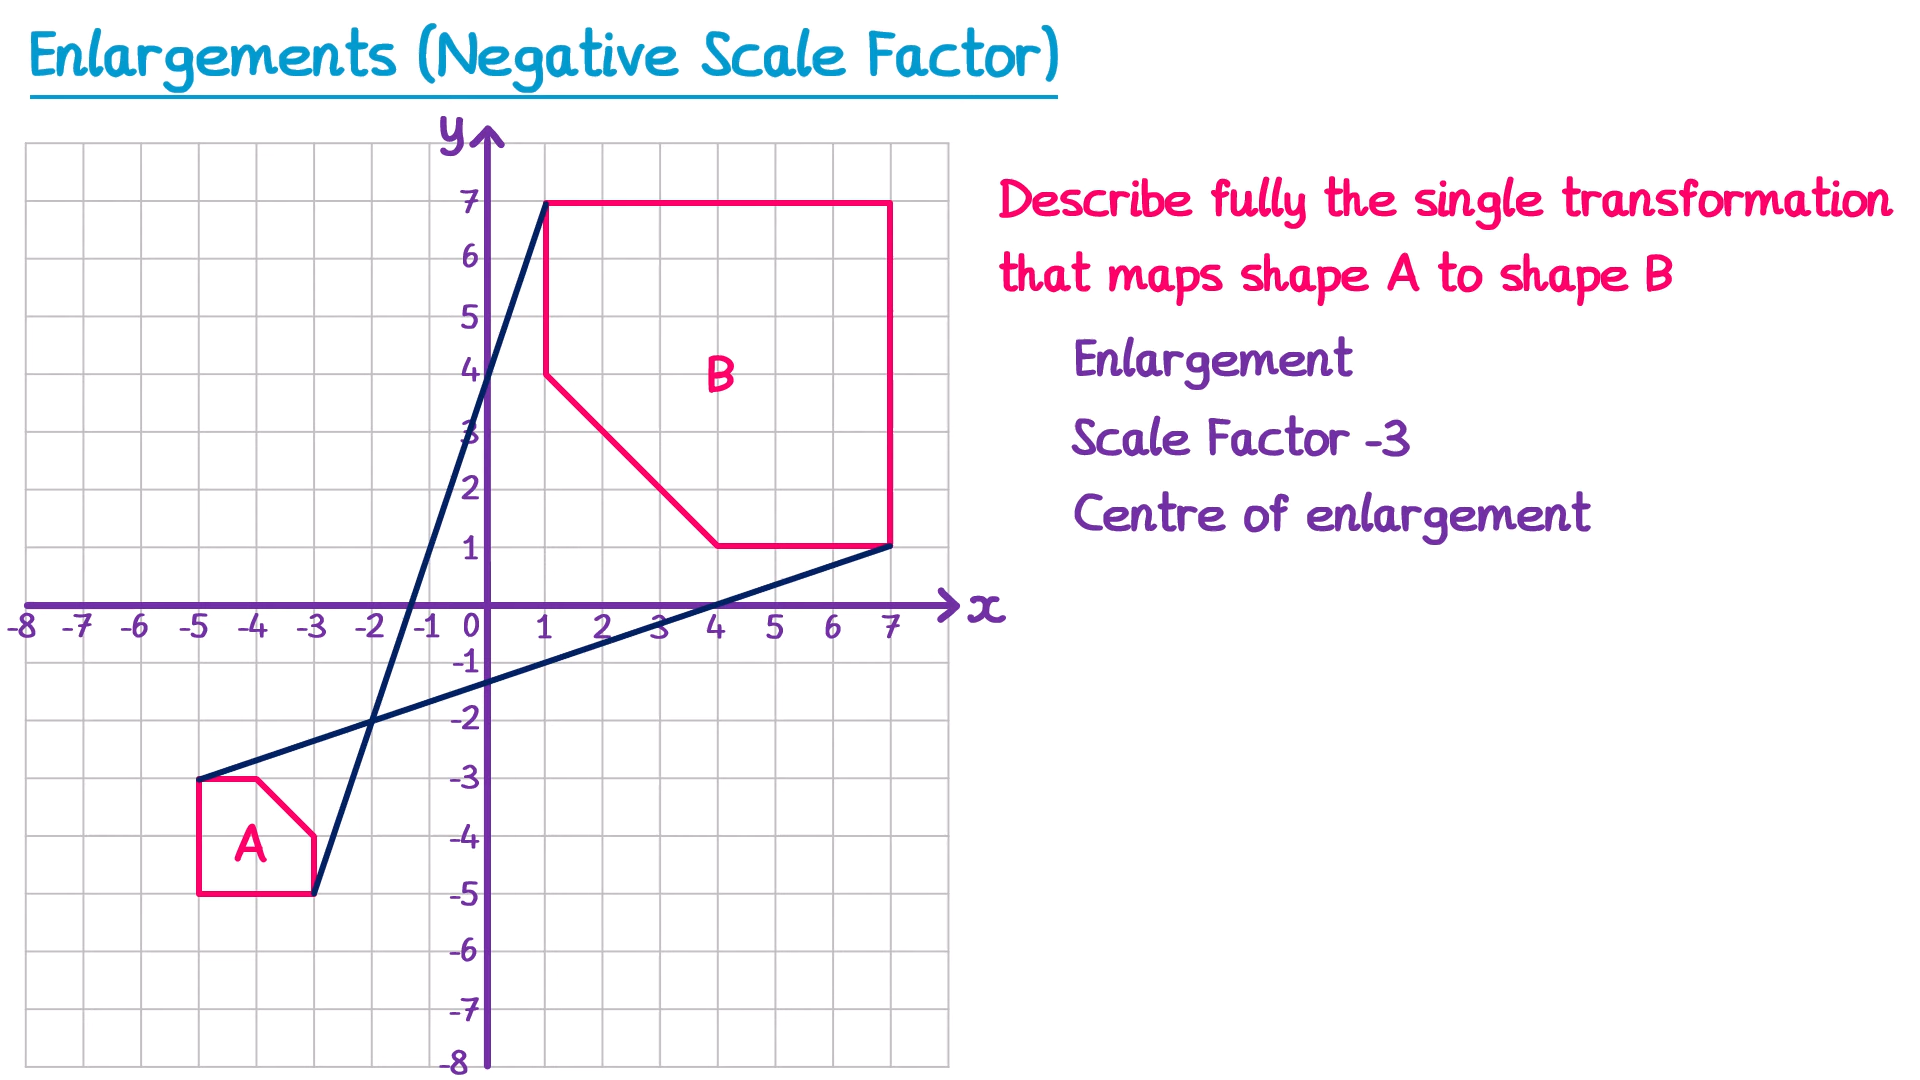 Enlargements (Negative Scale Factor)
y
7
6
5
4
3
2
1
-8 -7 -6 -5 -4 -3 -2 -1 0 1 2 3 4 5 6 7 x
-1
-2
-3
-4
-5
-6
-7
-8
B
A
Describe fully the single transformation
that maps shape A to shape B
Enlargement
Scale Factor -3
Centre of enlargement